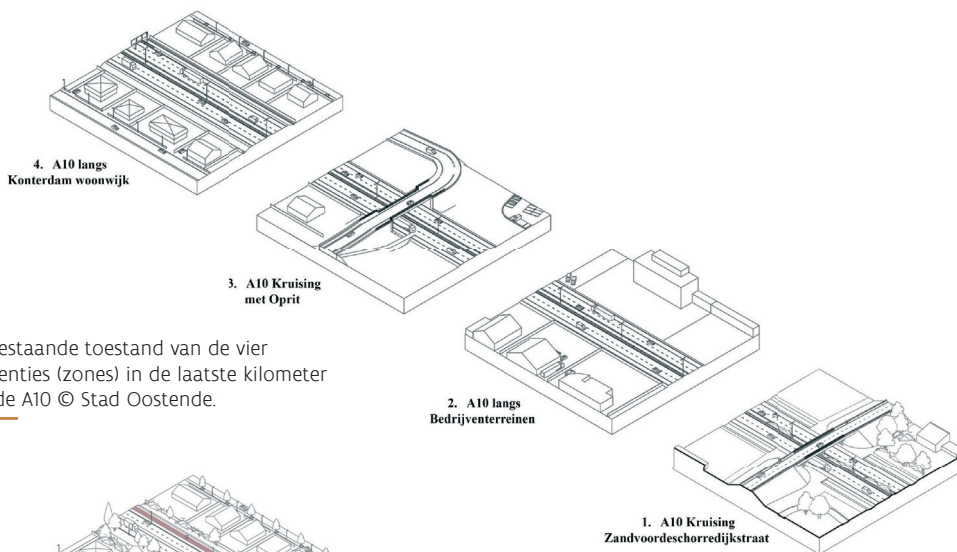 4. A10 langs
Konterdam woonwijk
3. A10 Kruising
met Oprit
estaande toestand van de vier
enties (zones) in de laatste kilometer
de A10 © Stad Oostende.
2. A10 langs
Bedrijventerreinen
1. A10 Kruising
Zandvoordeschorredijkstraat